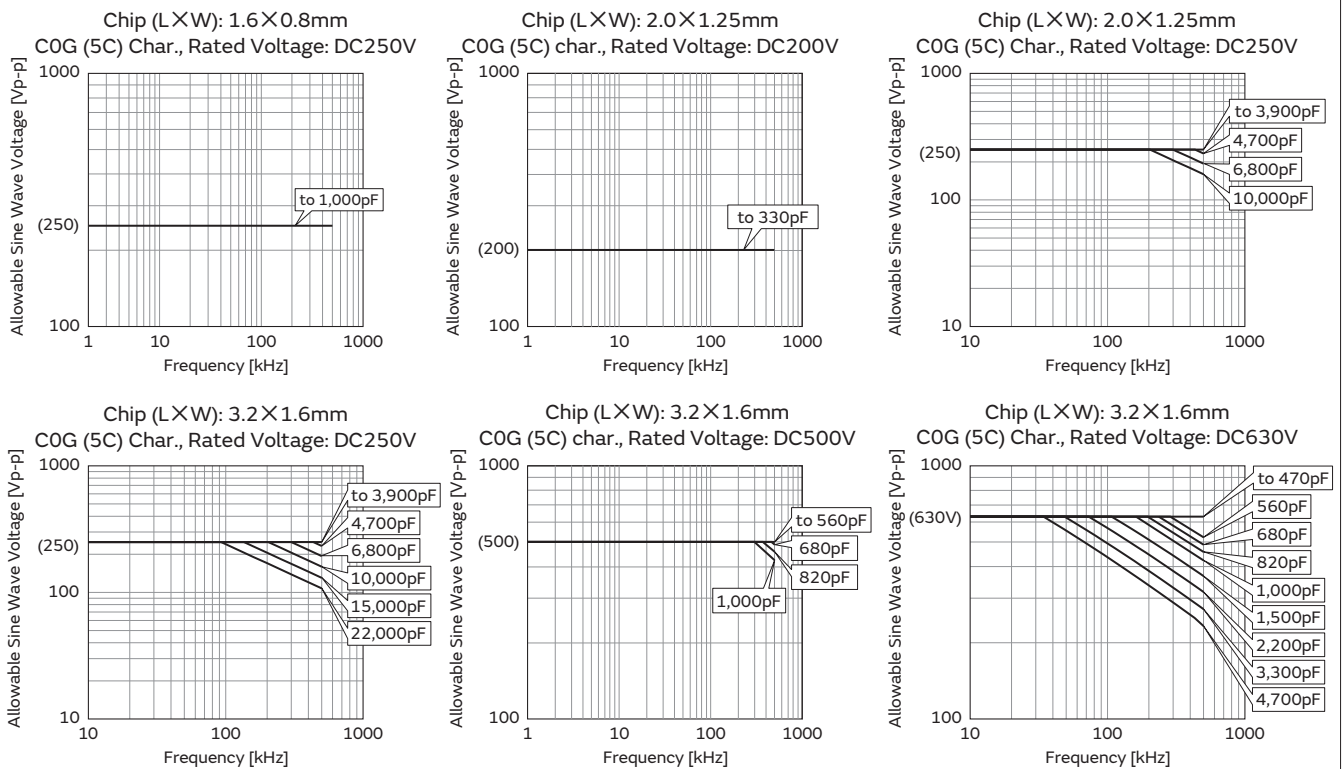 Chip (L✕W): 1.6✕0.8mm
C0G (5C) Char., Rated Voltage: DC250V
Allowable Sine Wave Voltage [Vp-p]
1000
(250)
100
to 1,000pF
1
10
100
1000
Frequency [kHz]
Chip (L✕W): 2.0✕1.25mm
C0G (5C) char., Rated Voltage: DC200V
Allowable Sine Wave Voltage [Vp-p]
1000
(200)
100
to 330pF
1
10
100
1000
Frequency [kHz]
Chip (L✕W): 2.0✕1.25mm
C0G (5C) Char., Rated Voltage: DC250V
Allowable Sine Wave Voltage [Vp-p]
1000
(250)
100
10
to 3,900pF
4,700pF
6,800pF
10,000pF
10
100
1000
Frequency [kHz]
Chip (L✕W): 3.2✕1.6mm
C0G (5C) Char., Rated Voltage: DC250V
Allowable Sine Wave Voltage [Vp-p]
1000
(250)
100
10
to 3,900pF
4,700pF
6,800pF
10,000pF
15,000pF
22,000pF
10
100
1000
Frequency [kHz]
Chip (L✕W): 3.2✕1.6mm
C0G (5C) char., Rated Voltage: DC500V
Allowable Sine Wave Voltage [Vp-p]
1000
(500)
100
to 560pF
680pF
820pF
1,000pF
1
10
100
1000
Frequency [kHz]
Chip (L✕W): 3.2✕1.6mm
C0G (5C) Char., Rated Voltage: DC630V
Allowable Sine Wave Voltage [Vp-p]
1000
(630V)
100
to 470pF
560pF
680pF
820pF
1,000pF
1,500pF
2,200pF
3,300pF
4,700pF
10
100
1000
Frequency [kHz]